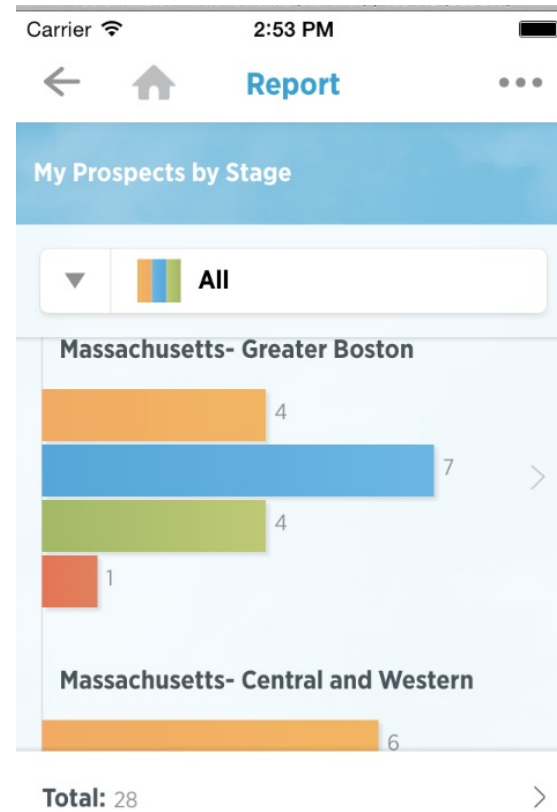 Carrier 2:53 PM
Report
My Prospects by Stage
All
Massachusetts- Greater Boston
4
7
4
1
Massachusetts- Central and Western
6
Total: 28